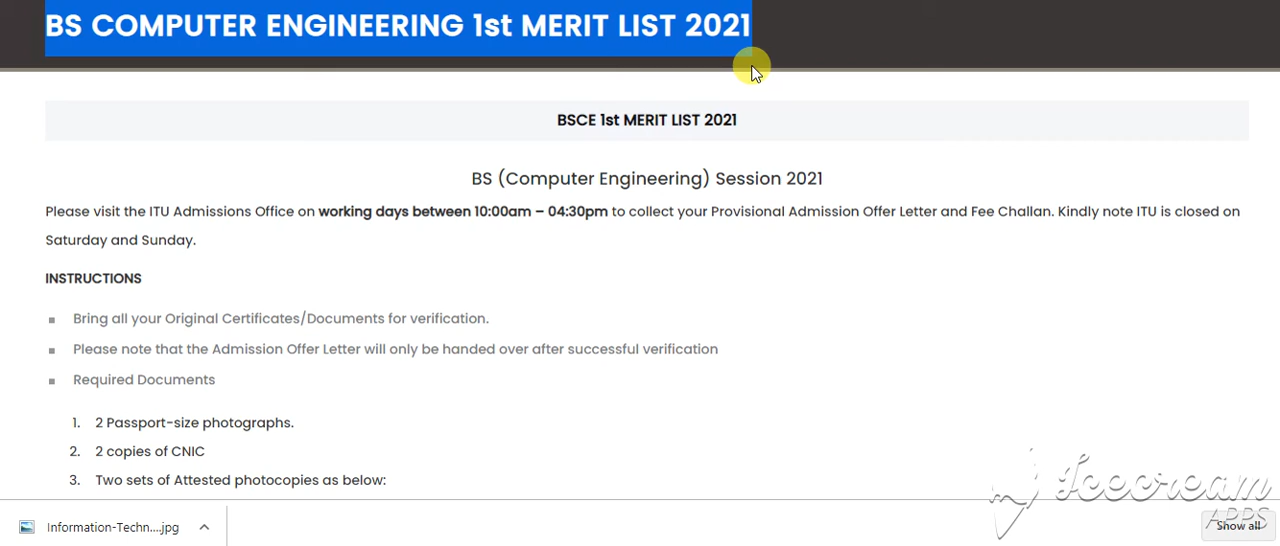 BS COMPUTER ENGINEERING 1st MERIT LIST 2021
BSCE 1st MERIT LIST 2021
BS (Computer Engineering) Session 2021
Please visit the ITU Admissions Office on working days between 10:00am – 04:30pm to collect your Provisional Admission Offer Letter and Fee Challan. Kindly note ITU is closed on
Saturday and Sunday.
INSTRUCTIONS
Bring all your Original Certificates/Documents for verification.
Please note that the Admission Offer Letter will only be handed over after successful verification
Required Documents
1. 2 Passport-size photographs.
2. 2 copies of CNIC
3. Two sets of Attested photocopies as below:
Icecream
APPS
Information-Techn....jpg
Show all